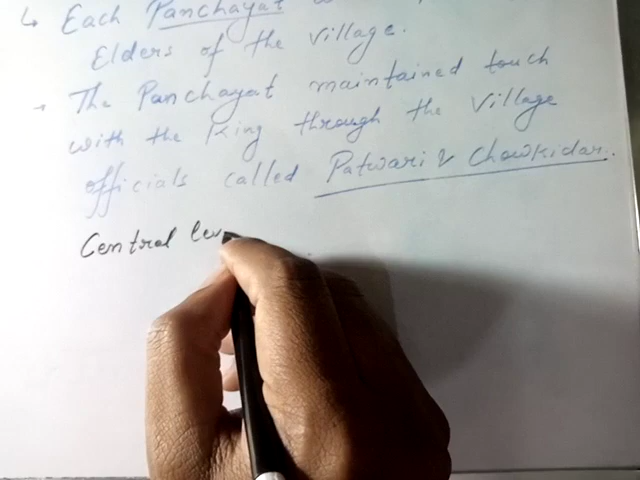 ↳ Each Panchayat
Elders of the Village.
→ The Panchayat maintained touch
with the King through the Village
officials called Patwari & Chowkidar.
Central lev